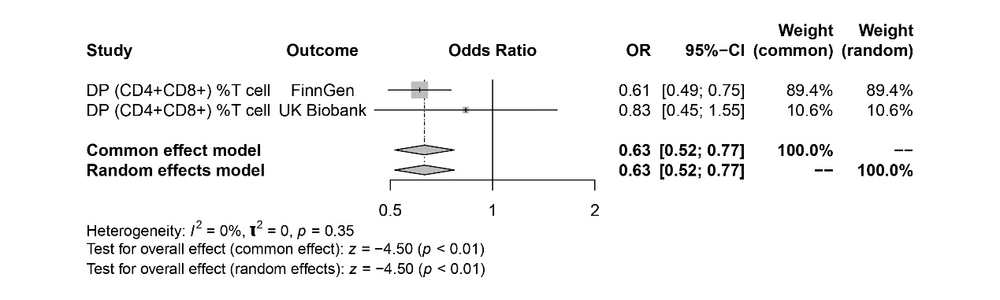 Weight Weight
Study Outcome Odds Ratio OR 95%−CI (common) (random)
DP (CD4+CD8+) %T cell FinnGen 0.61 [0.49; 0.75] 89.4% 89.4%
DP (CD4+CD8+) %T cell UK Biobank 0.83 [0.45; 1.55] 10.6% 10.6%
Common effect model 0.63 [0.52; 0.77] 100.0% −−
Random effects model 0.63 [0.52; 0.77] −− 100.0%
0.5 1 2
Heterogeneity: I² = 0%, τ² = 0, p = 0.35
Test for overall effect (common effect): z = −4.50 (p < 0.01)
Test for overall effect (random effects): z = −4.50 (p < 0.01)